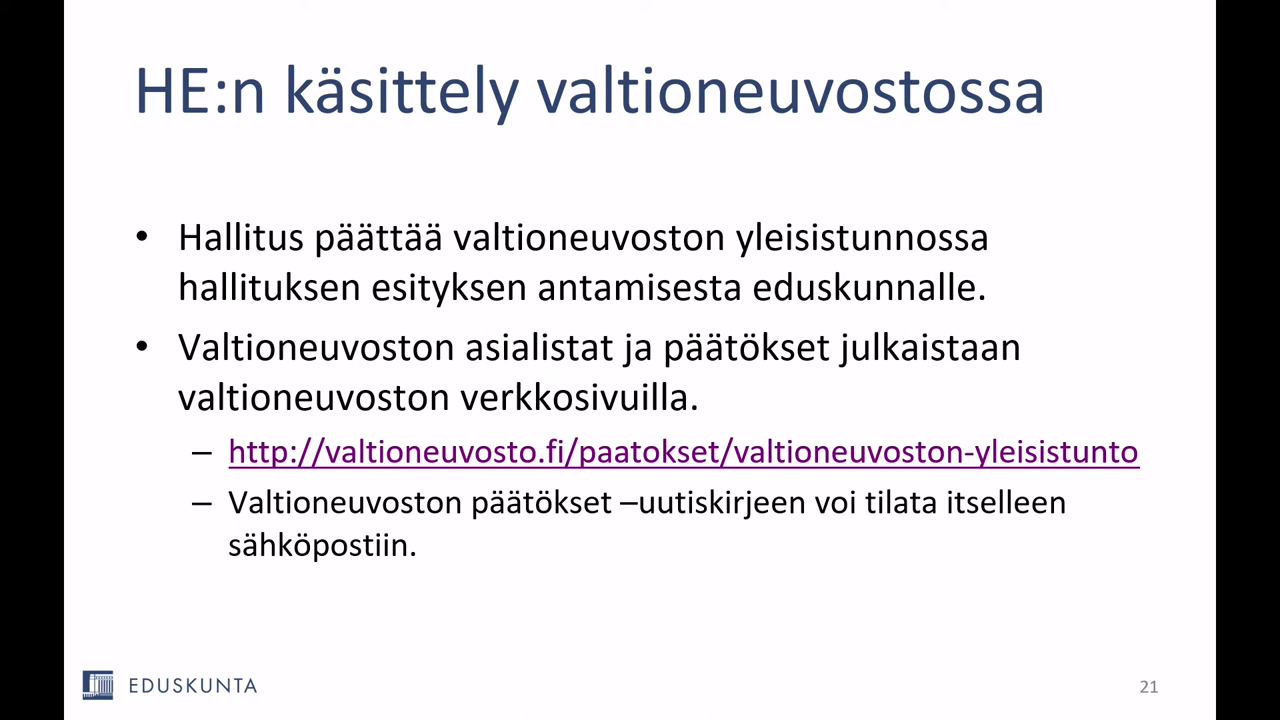 HE:n käsittely valtioneuvostossa
• Hallitus päättää valtioneuvoston yleisistunnossa
hallituksen esityksen antamisesta eduskunnalle.
• Valtioneuvoston asialistat ja päätökset julkaistaan
valtioneuvoston verkkosivuilla.
– http://valtioneuvosto.fi/paatokset/valtioneuvoston-yleisistunto
– Valtioneuvoston päätökset –uutiskirjeen voi tilata itselleen
sähköpostiin.
EDUSKUNTA
21